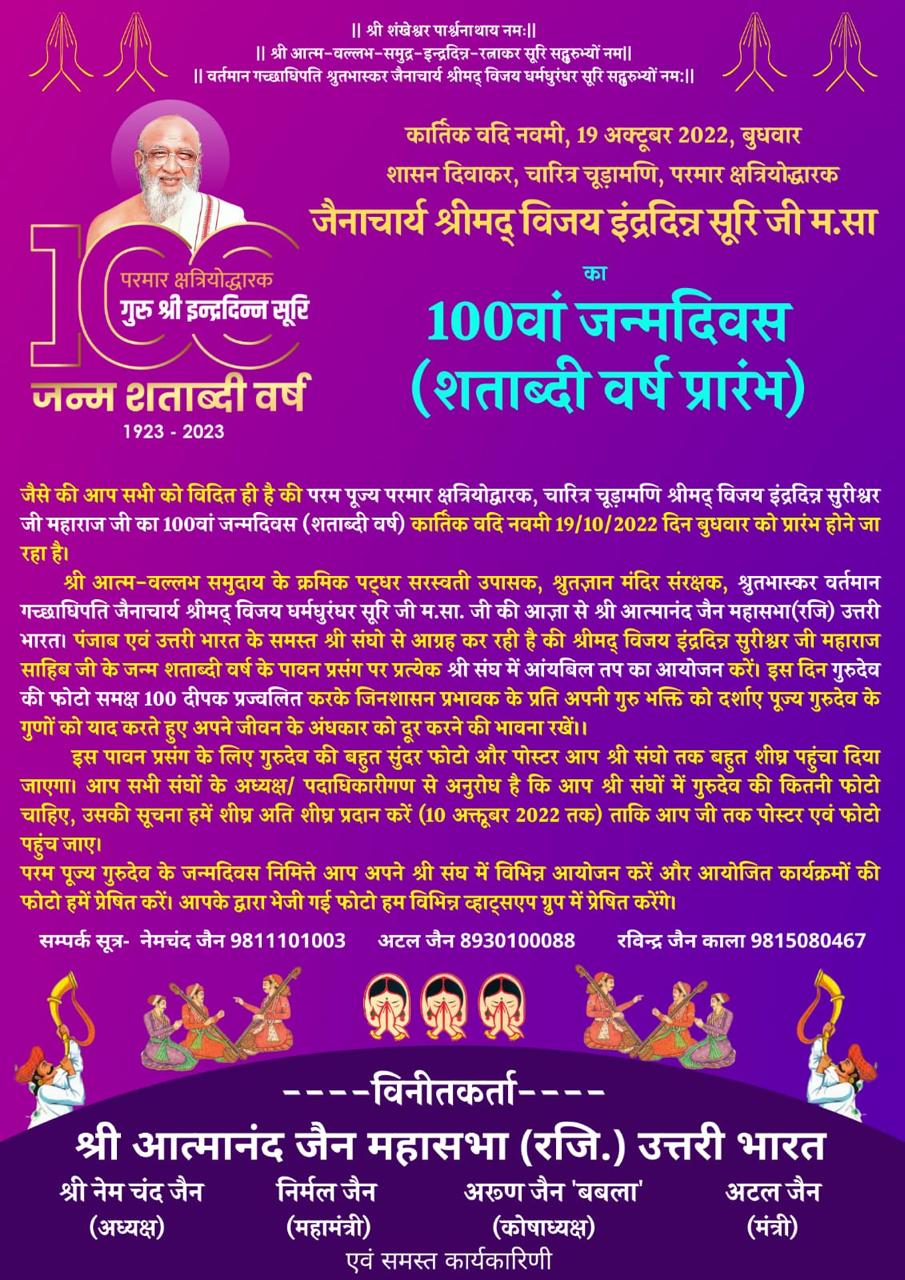 || श्री शंखेश्वर पार्श्वनाथाय नमः||
|| श्री आत्म-वल्लभ-समुद्र-इन्द्रदिन्न-रत्नाकर सूरि सद्गुरुभ्यों नम||
|| वर्तमान गच्छाधिपति श्रुतभास्कर जैनाचार्य श्रीमद विजय धर्मधुरंधर सूरि सद्गुरुभ्यों नम:||
कार्तिक वदि नवमी, 19 अक्टूबर 2022, बुधवार
शासन दिवाकर, चारित्र चूड़ामणि, परमार क्षत्रियोद्धारक
जैनाचार्य श्रीमद् विजय इंद्रदिन्न सूरि जी म.सा
का
100वां जन्मदिवस
(शताब्दी वर्ष प्रारंभ)
100
परमार क्षत्रियोद्धारक
गुरु श्री इन्द्रदिन्न सूरि
जन्म शताब्दी वर्ष
1923 - 2023
जैसे की आप सभी को विदित ही है की परम पूज्य परमार क्षत्रियोद्वारक, चारित्र चूड़ामणि श्रीमद् विजय इंद्रदिन्न सुरीश्वर
जी महाराज जी का 100वां जन्मदिवस (शताब्दी वर्ष) कार्तिक वदि नवमी 19/10/2022 दिन बुधवार को प्रारंभ होने जा
रहा है।
श्री आत्म-वल्लभ समुदाय के क्रमिक पट्धर सरस्वती उपासक, श्रुतज्ञान मंदिर संरक्षक, श्रुतभास्कर वर्तमान
गच्छाधिपति जैनाचार्य श्रीमद् विजय धर्मधुरंधर सूरि जी म.सा. जी की आज्ञा से श्री आत्मानंद जैन महासभा(रजि) उत्तरी
भारत। पंजाब एवं उत्तरी भारत के समस्त श्री संघो से आग्रह कर रही है की श्रीमद् विजय इंद्रदिन्न सुरीश्वर जी महाराज
साहिब जी के जन्म शताब्दी वर्ष के पावन प्रसंग पर प्रत्येक श्री संघ में आंयबिल तप का आयोजन करें। इस दिन गुरुदेव
की फोटो समक्ष 100 दीपक प्रज्वलित करके जिनशासन प्रभावक के प्रति अपनी गुरु भक्ति को दर्शाए पूज्य गुरुदेव के
गुणों को याद करते हुए अपने जीवन के अंधकार को दूर करने की भावना रखें।।
इस पावन प्रसंग के लिए गुरुदेव की बहुत सुंदर फोटो और पोस्टर आप श्री संघो तक बहुत शीघ्र पहुंचा दिया
जाएगा। आप सभी संघों के अध्यक्ष/ पदाधिकारीगण से अनुरोध है कि आप श्री संघों में गुरुदेव की कितनी फोटो
चाहिए, उसकी सूचना हमें शीघ्र अति शीघ्र प्रदान करें (10 अक्तूबर 2022 तक) ताकि आप जी तक पोस्टर एवं फोटो
पहुंच जाए।
परम पूज्य गुरुदेव के जन्मदिवस निमित्ते आप अपने श्री संघ में विभिन्न आयोजन करें और आयोजित कार्यक्रमों की
फोटो हमें प्रेषित करें। आपके द्वारा भेजी गई फोटो हम विभिन्न व्हाट्सएप ग्रुप में प्रेषित करेंगे।
सम्पर्क सूत्र- नेमचंद जैन 9811101003 अटल जैन 8930100088 रविन्द्र जैन काला 9815080467
----विनीतकर्ता----
श्री आत्मानंद जैन महासभा (रजि.) उत्तरी भारत
श्री नेम चंद जैन निर्मल जैन अरूण जैन 'बबला' अटल जैन
(अध्यक्ष) (महामंत्री) (कोषाध्यक्ष) (मंत्री)
एवं समस्त कार्यकारिणी